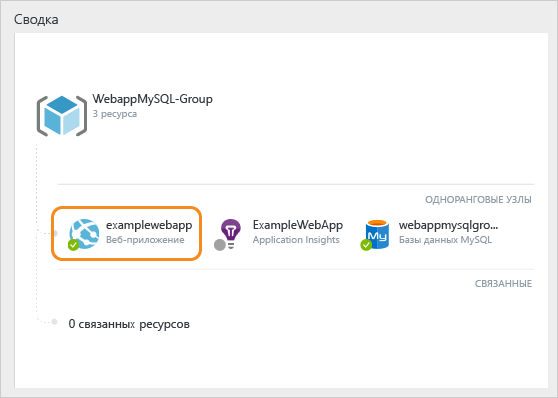 Сводка
WebappMySQL-Group
3 ресурса
ОДНОРАНГОВЫЕ УЗЛЫ
examplewebapp
Веб-приложение
ExampleWebApp
Application Insights
webappmysqlgro...
Базы данных MySQL
My
СВЯЗАННЫЕ
0 связанных ресурсов